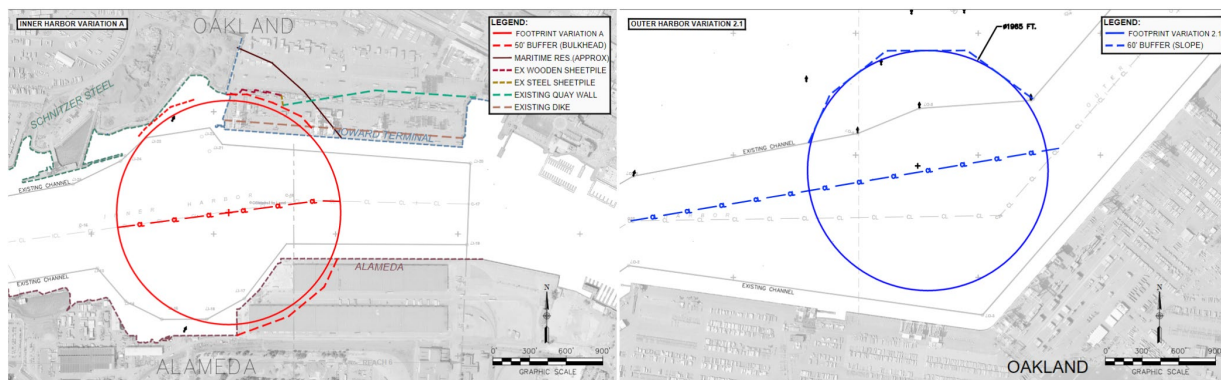 INNER HARBOR VARIATION A
OAKLAND
LEGEND:
FOOTPRINT VARIATION A
50' BUFFER (BULKHEAD)
MARITIME RES.(APPROX)
EX WOODEN SHEETPILE
EX STEEL SHEETPILE
EXISTING QUAY WALL
EXISTING DIKE
SCHNITZER STEEL
HOWARD TERMINAL
EXISTING CHANNEL
INNER HARBOR
EXISTING CHANNEL
ALAMEDA
ALAMEDA
N
0 300' 600' 900'
GRAPHIC SCALE
OUTER HARBOR VARIATION 2.1
ø1965 FT.
LEGEND:
FOOTPRINT VARIATION 2.1
60' BUFFER (SLOPE)
EXISTING CHANNEL
EXISTING CHANNEL
OAKLAND
N
0 300' 600' 900'
GRAPHIC SCALE